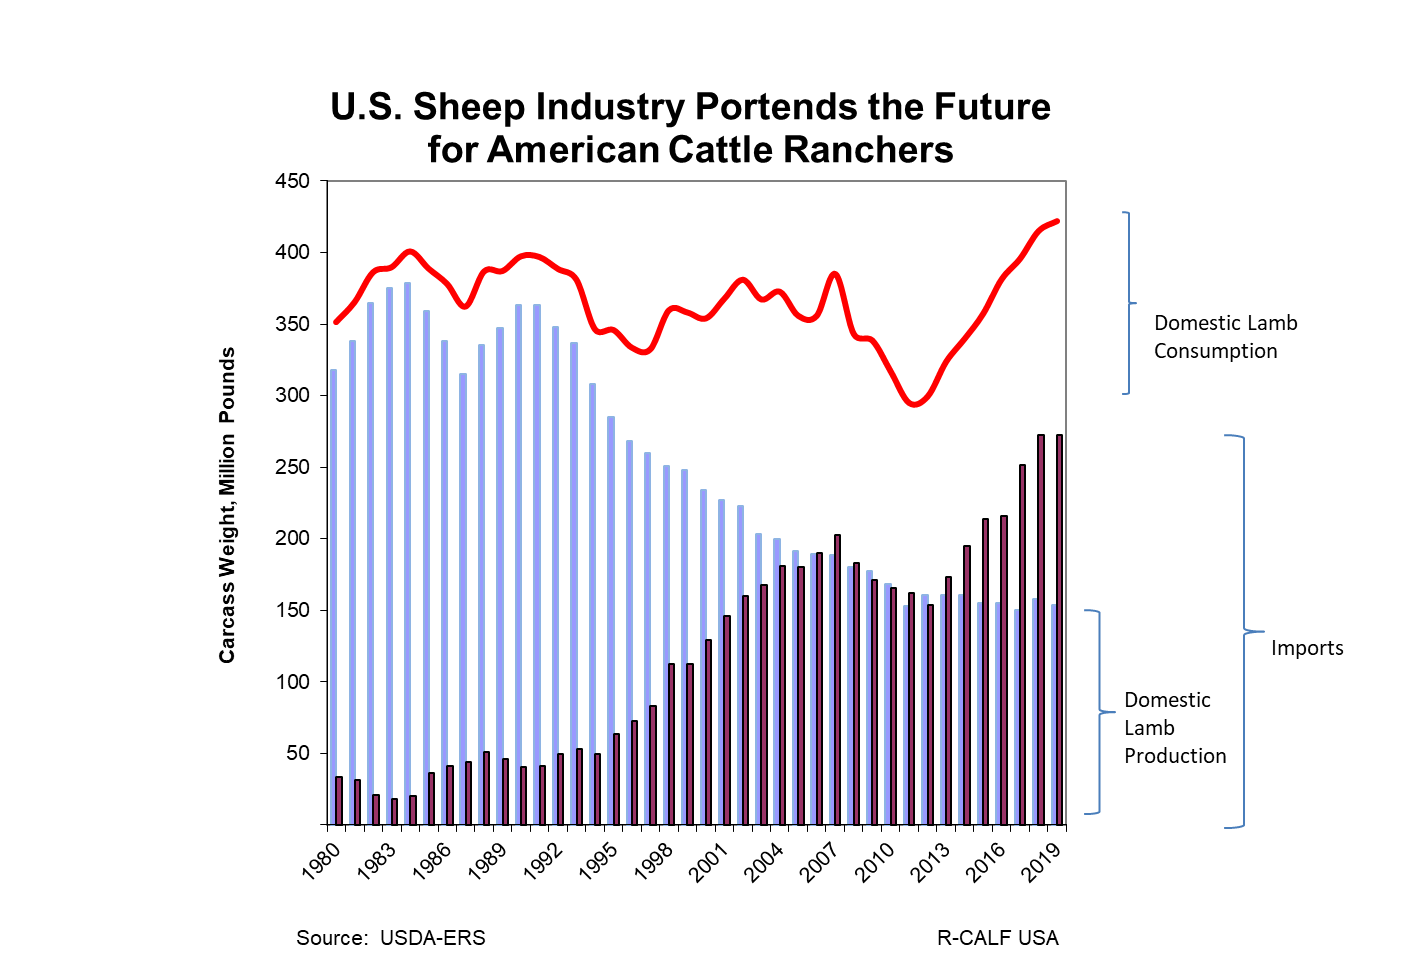 U.S. Sheep Industry Portends the Future
for American Cattle Ranchers
Carcass Weight, Million Pounds
450
400
350
300
250
200
150
100
50
1980
1983
1986
1989
1992
1995
1998
2001
2004
2007
2010
2013
2016
2019
Domestic Lamb
Consumption
Imports
Domestic
Lamb
Production
Source: USDA-ERS
R-CALF USA